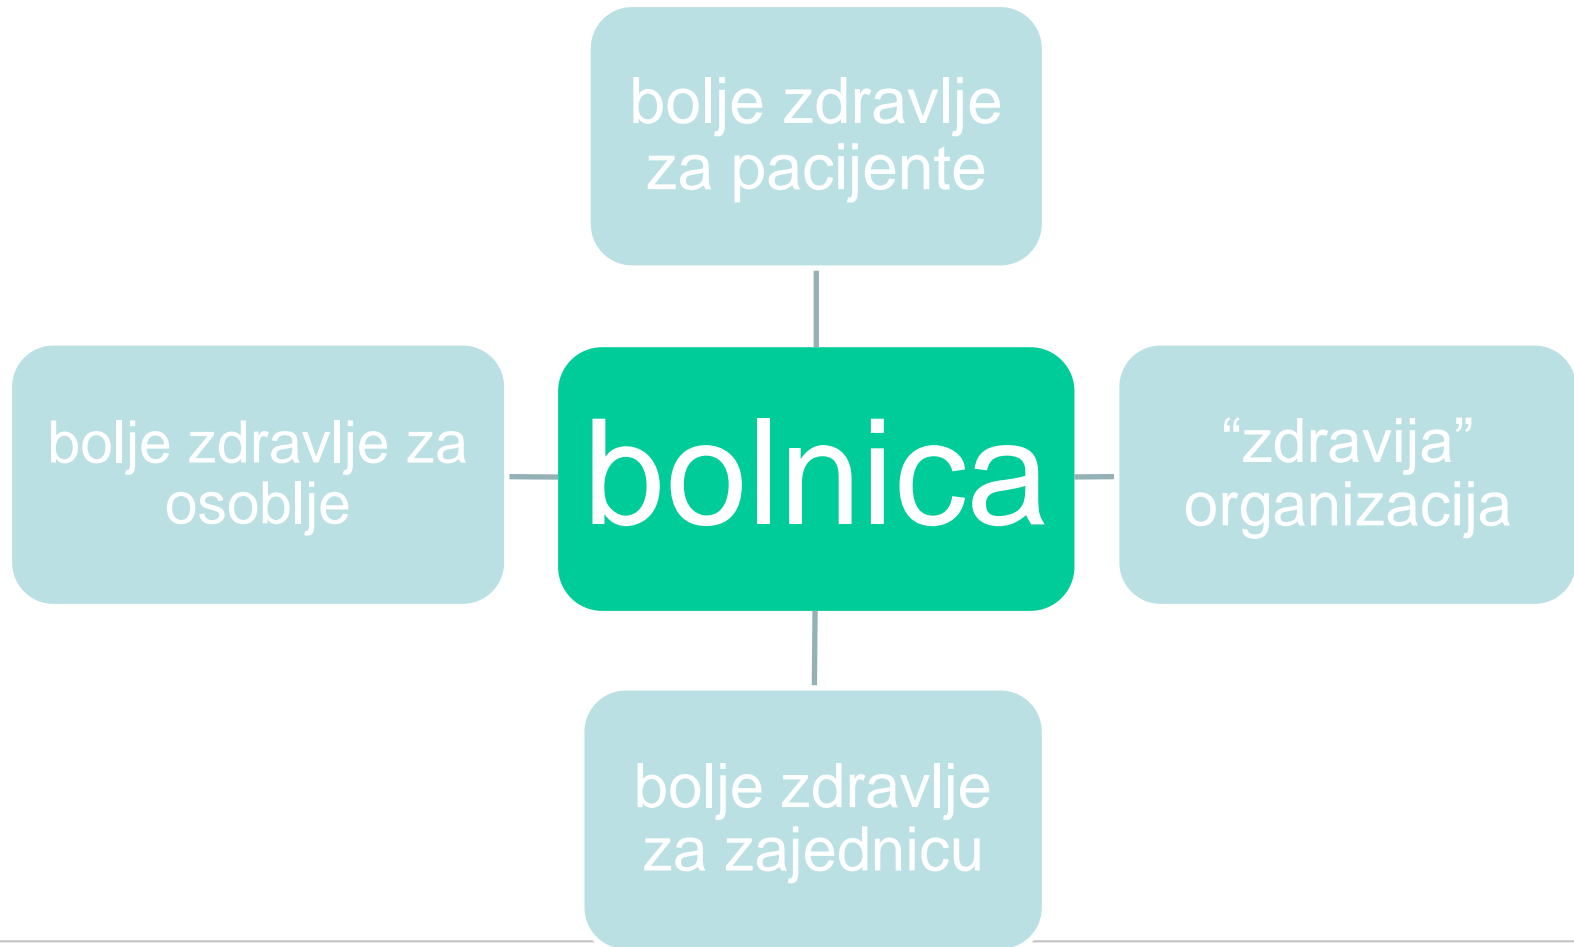 bolje zdravlje
za pacijente
bolje zdravlje za
osoblje
bolnica
“zdravija”
organizacija
bolje zdravlje
za zajednicu